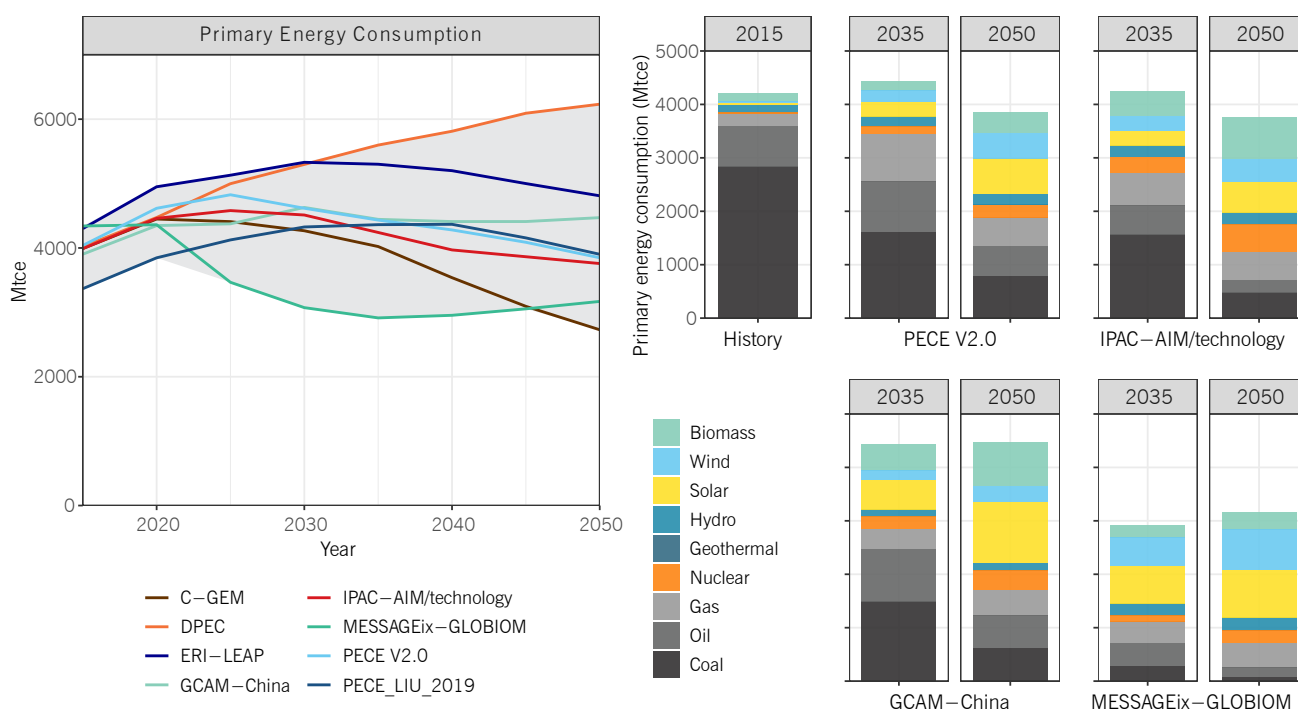 Primary Energy Consumption
Mtce
6000
4000
2000
0
2020
2030
2040
2050
Year
C−GEM
DPEC
ERI−LEAP
GCAM−China
IPAC−AIM/technology
MESSAGEix−GLOBIOM
PECE V2.0
PECE_LIU_2019
Primary energy consumption (Mtce)
5000
4000
3000
2000
1000
0
2015
History
2035
2050
PECE V2.0
2035
2050
IPAC−AIM/technology
Biomass
Wind
Solar
Hydro
Geothermal
Nuclear
Gas
Oil
Coal
2035
2050
GCAM−China
2035
2050
MESSAGEix−GLOBIOM